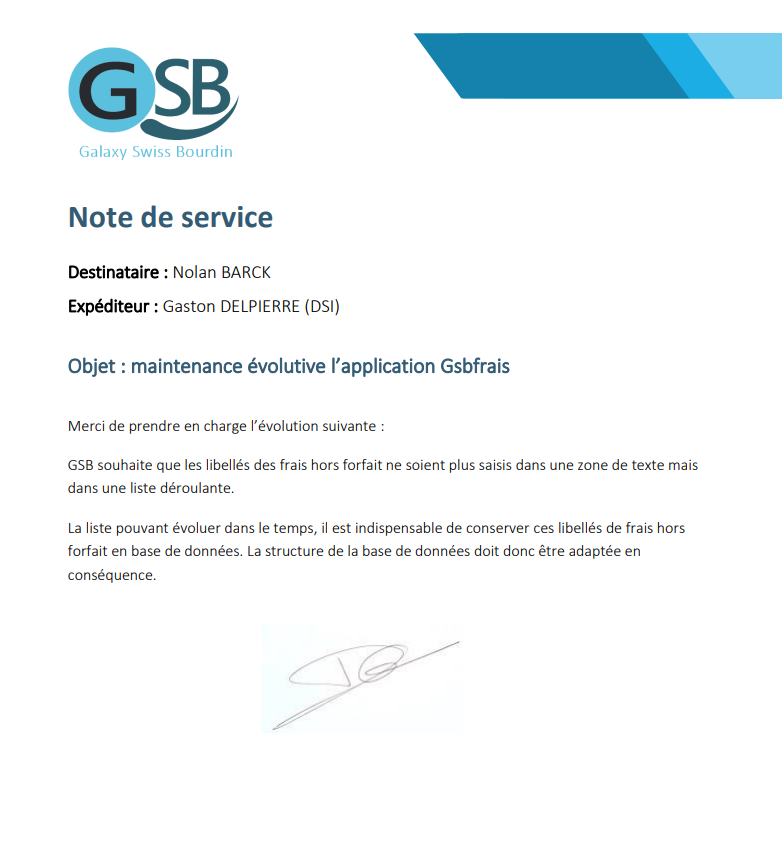 GSB
Galaxy Swiss Bourdin
Note de service
Destinataire : Nolan BARCK
Expéditeur : Gaston DELPIERRE (DSI)
Objet : maintenance évolutive l’application Gsbfrais
Merci de prendre en charge l’évolution suivante :
GSB souhaite que les libellés des frais hors forfait ne soient plus saisis dans une zone de texte mais
dans une liste déroulante.
La liste pouvant évoluer dans le temps, il est indispensable de conserver ces libellés de frais hors
forfait en base de données. La structure de la base de données doit donc être adaptée en
conséquence.